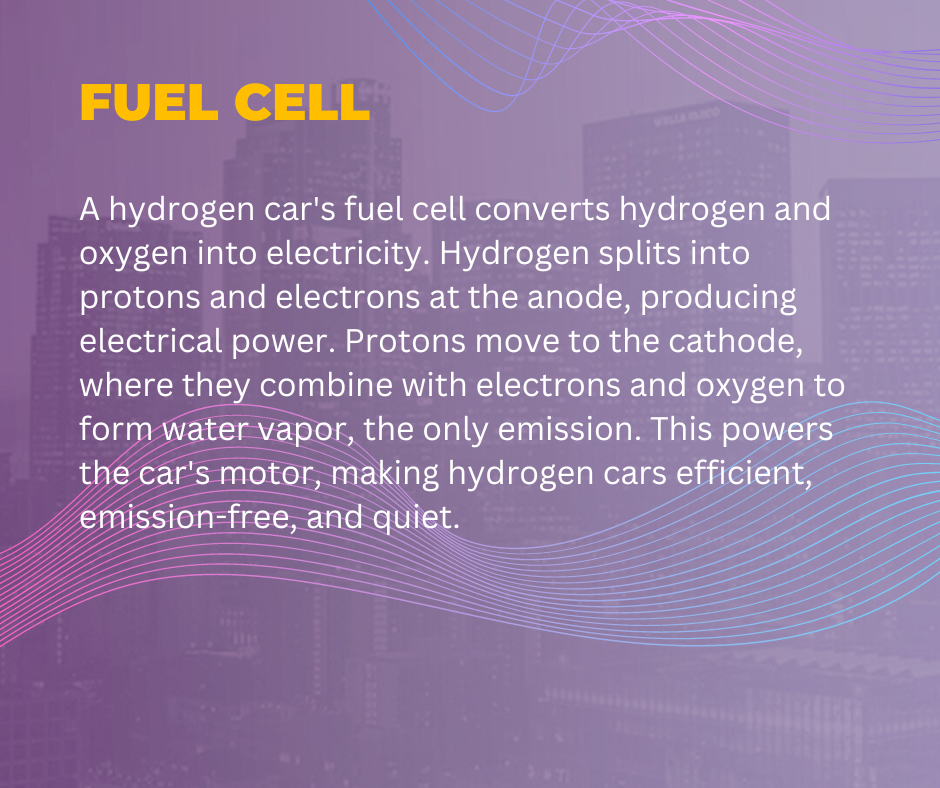 FUEL CELL
WELLS FARGO
A hydrogen car's fuel cell converts hydrogen and
oxygen into electricity. Hydrogen splits into
protons and electrons at the anode, producing
electrical power. Protons move to the cathode,
where they combine with electrons and oxygen to
form water vapor, the only emission. This powers
the car's motor, making hydrogen cars efficient,
emission-free, and quiet.